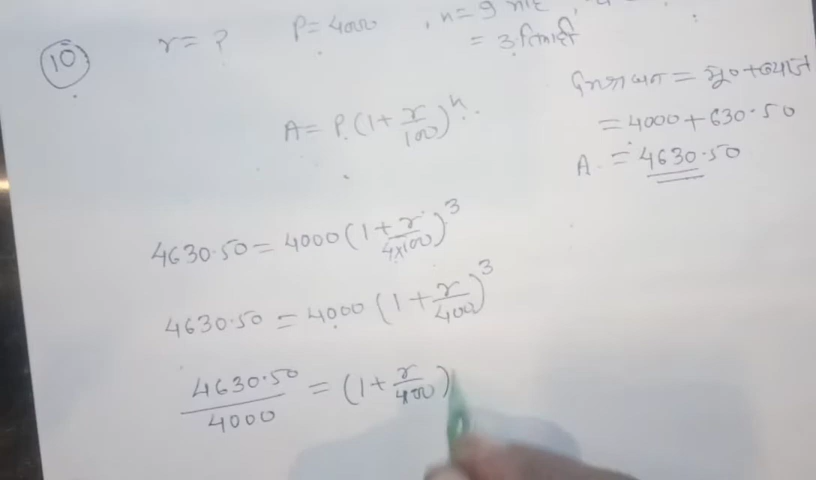 (10) r = ? P = 4000 , n = 9 माह
= 3 तिमाही
A = P (1 + r/100)^n
मिश्रधन = मू० + ब्याज
= 4000 + 630.50
A = 4630.50
4630.50 = 4000 (1 + r/4×100)^3
4630.50 = 4000 (1 + r/400)^3
4630.50/4000 = (1 + r/400)